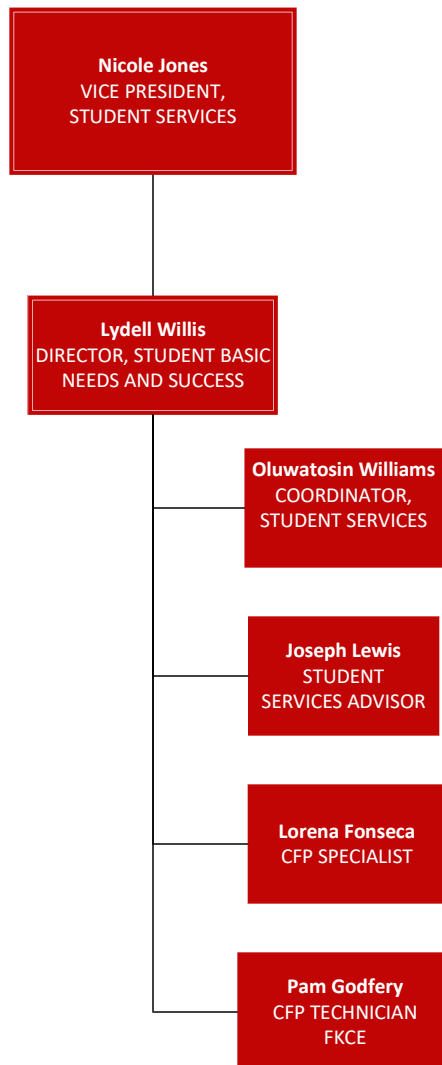 Nicole Jones
VICE PRESIDENT,
STUDENT SERVICES
Lydell Willis
DIRECTOR, STUDENT BASIC
NEEDS AND SUCCESS
Oluwatosin Williams
COORDINATOR,
STUDENT SERVICES
Joseph Lewis
STUDENT
SERVICES ADVISOR
Lorena Fonseca
CFP SPECIALIST
Pam Godfery
CFP TECHNICIAN
FKCE